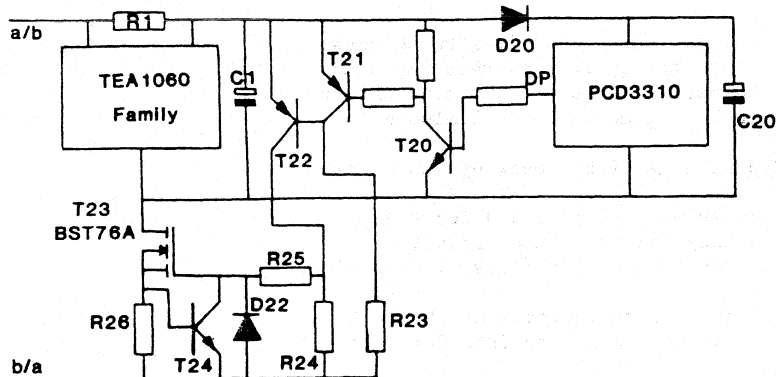 a/b
R1
TEA1060
Family
C1
T21
T22
T20
DP
D20
PCD3310
C20
T23
BST76A
R25
D22
R26
T24
R24
R23
b/a